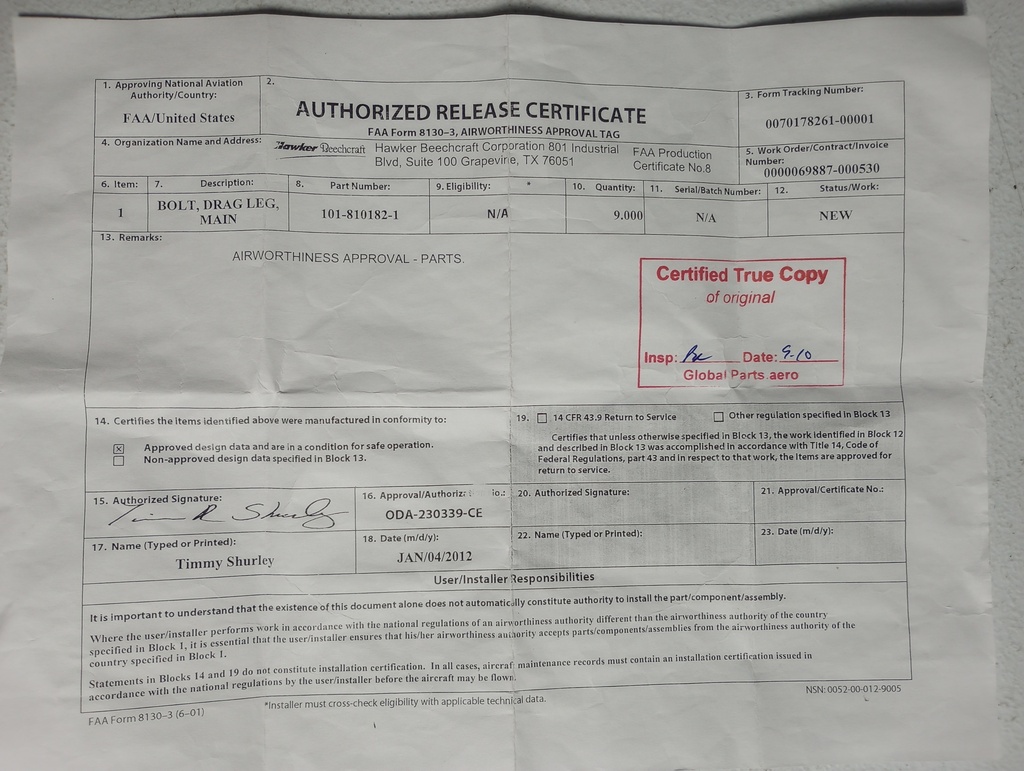 1. Approving National Aviation
Authority/Country:
FAA/United States
2.
AUTHORIZED RELEASE CERTIFICATE
FAA Form 8130–3, AIRWORTHINESS APPROVAL TAG
3. Form Tracking Number:
0070178261-00001
4. Organization Name and Address:
Hawker Beechcraft
Hawker Beechcraft Corporation 801 Industrial
Blvd, Suite 100 Grapevine, TX 76051
FAA Production
Certificate No.8
5. Work Order/Contract/Invoice
Number:
0000069887-000530
6. Item:
7. Description:
8. Part Number:
9. Eligibility: *
10. Quantity:
11. Serial/Batch Number:
12. Status/Work:
1
BOLT, DRAG LEG,
MAIN
101-810182-1
N/A
9.000
N/A
NEW
13. Remarks:
AIRWORTHINESS APPROVAL - PARTS.
Certified True Copy
of original
Insp: Date: 9-10
Global Parts.aero
14. Certifies the items identified above were manufactured in conformity to:
Approved design data and are in a condition for safe operation.
Non-approved design data specified in Block 13.
19. 14 CFR 43.9 Return to Service Other regulation specified in Block 13
Certifies that unless otherwise specified in Block 13, the work identified in Block 12
and described in Block 13 was accomplished in accordance with Title 14, Code of
Federal Regulations, part 43 and in respect to that work, the items are approved for
return to service.
15. Authorized Signature:
Timmy R Shurley
16. Approval/Authoriz io.:
ODA-230339-CE
20. Authorized Signature:
21. Approval/Certificate No.:
17. Name (Typed or Printed):
Timmy Shurley
18. Date (m/d/y):
JAN/04/2012
22. Name (Typed or Printed):
23. Date (m/d/y):
User/Installer Responsibilities
It is important to understand that the existence of this document alone does not automatically constitute authority to install the part/component/assembly.
Where the user/installer performs work in accordance with the national regulations of an airworthiness authority different than the airworthiness authority of the country
specified in Block 1, it is essential that the user/installer ensures that his/her airworthiness authority accepts parts/components/assemblies from the airworthiness authority of the
country specified in Block 1.
Statements in Blocks 14 and 19 do not constitute installation certification. In all cases, aircraft maintenance records must contain an installation certification issued in
accordance with the national regulations by the user/installer before the aircraft may be flown.
FAA Form 8130–3 (6–01)
*Installer must cross-check eligibility with applicable technical data.
NSN: 0052-00-012-9005